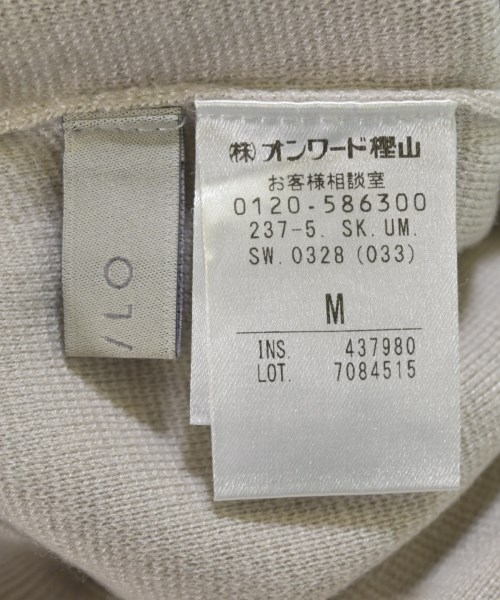 ㈱オンワード樫山
お客様相談室
0120-586300
237-5. SK. UM.
SW. 0328 (033)
M
INS. 437980
LOT. 7084515